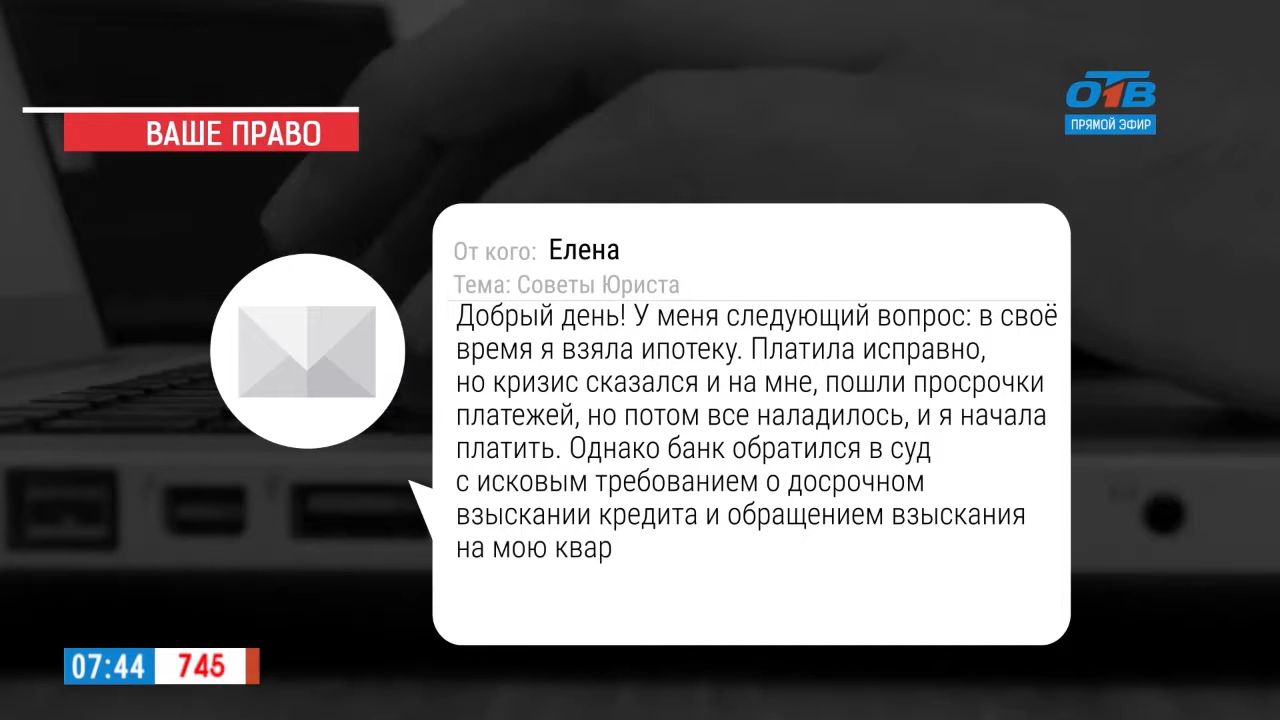 ВАШЕ ПРАВО
ОТВ
ПРЯМОЙ ЭФИР
От кого: Елена
Тема: Советы Юриста
Добрый день! У меня следующий вопрос: в своё
время я взяла ипотеку. Платила исправно,
но кризис сказался и на мне, пошли просрочки
платежей, но потом все наладилось, и я начала
платить. Однако банк обратился в суд
с исковым требованием о досрочном
взыскании кредита и обращением взыскания
на мою квар
07:44 745